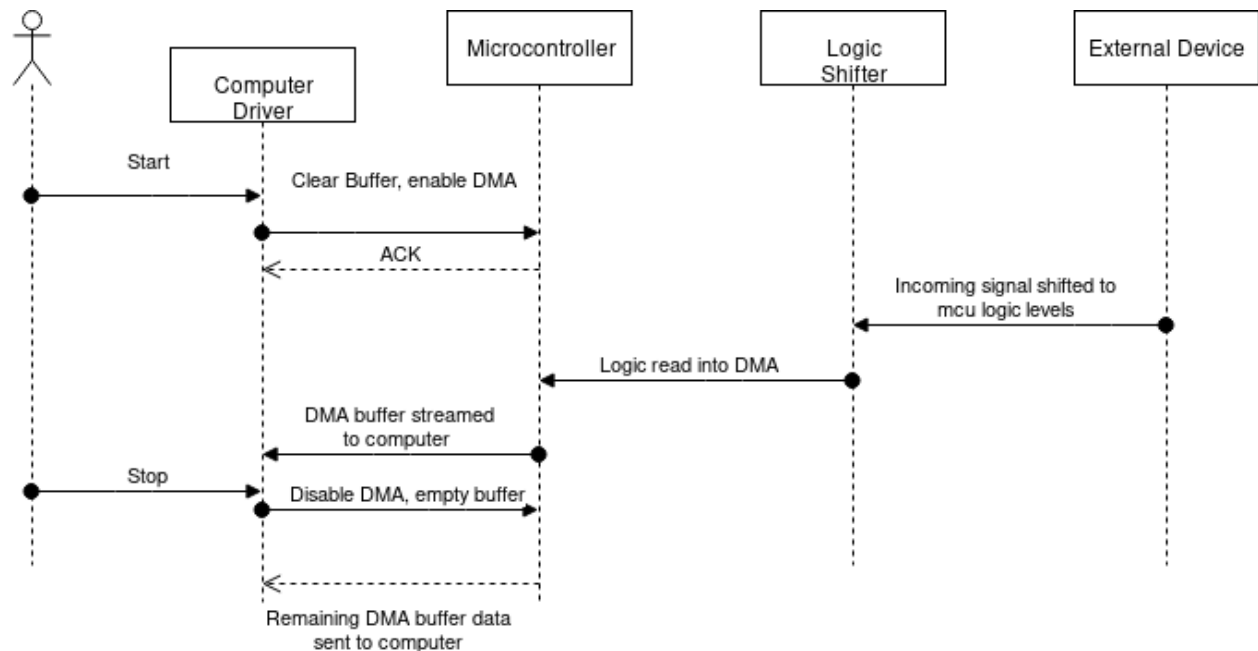 Microcontroller
Logic
Shifter
External Device
Computer
Driver
Start
Clear Buffer, enable DMA
ACK
Incoming signal shifted to
mcu logic levels
Logic read into DMA
DMA buffer streamed
to computer
Stop
Disable DMA, empty buffer
Remaining DMA buffer data
sent to computer